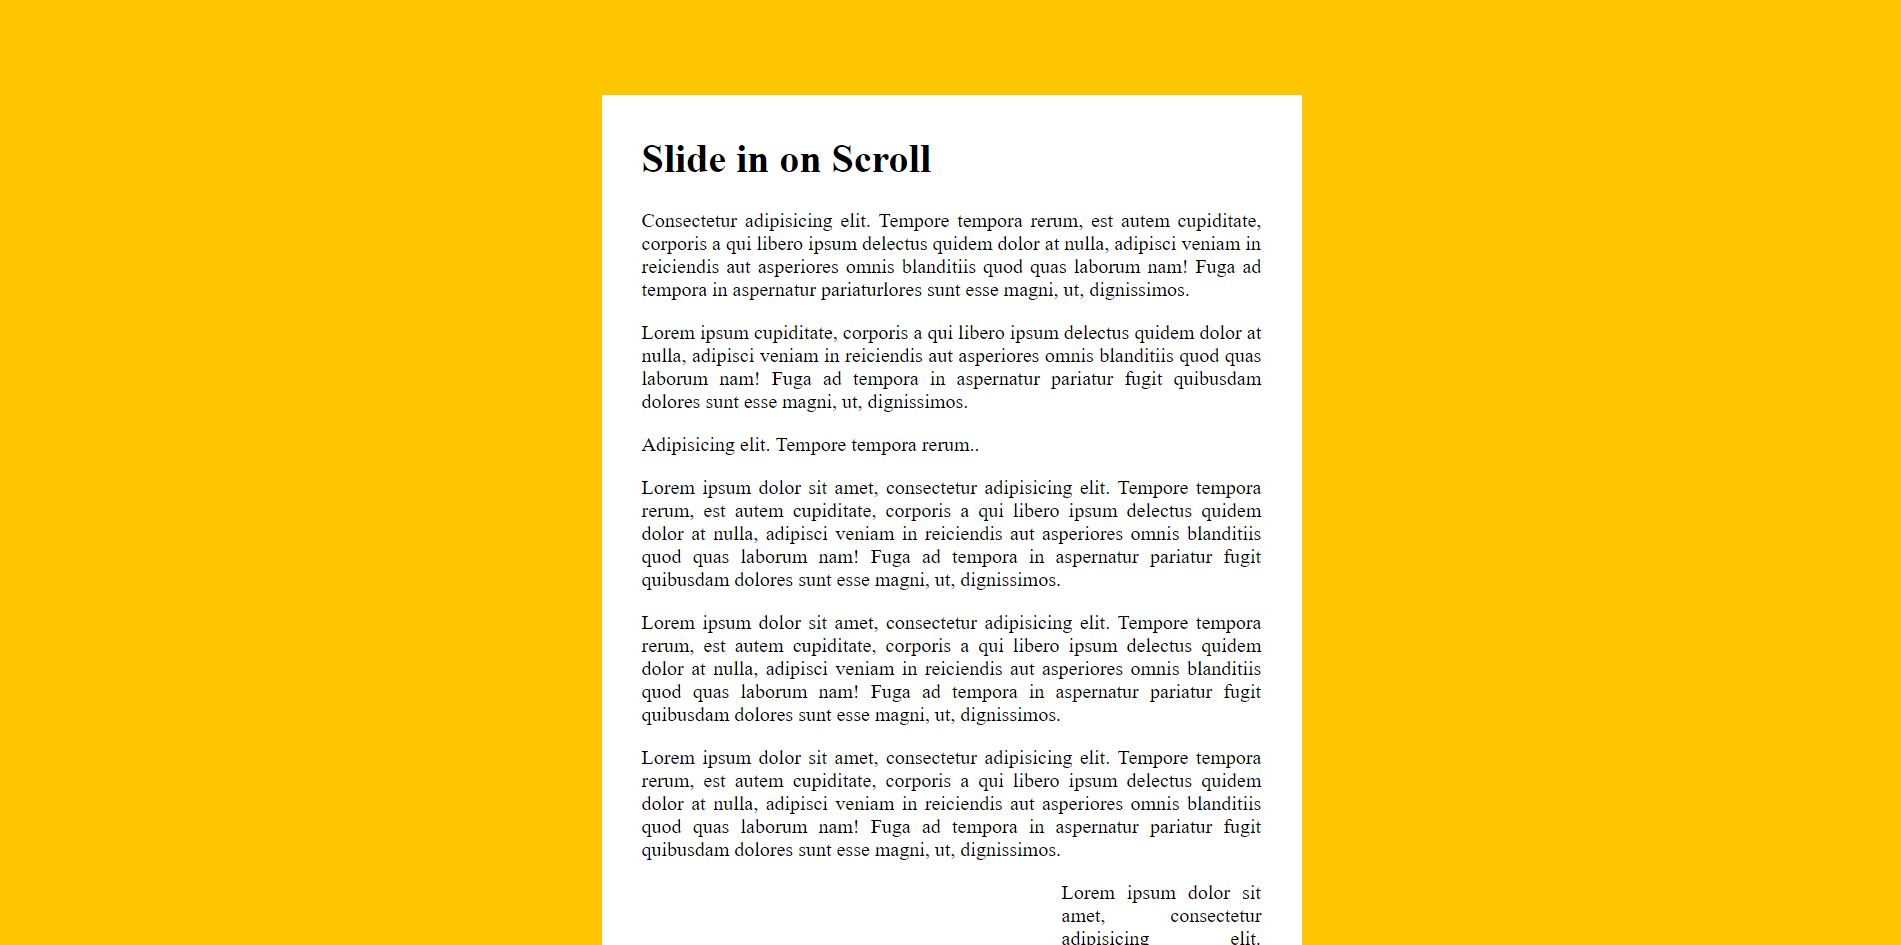 Slide in on Scroll
Consectetur adipisicing elit. Tempore tempora rerum, est autem cupiditate,
corporis a qui libero ipsum delectus quidem dolor at nulla, adipisci veniam in
reiciendis aut asperiores omnis blanditiis quod quas laborum nam! Fuga ad
tempora in aspernatur pariaturlores sunt esse magni, ut, dignissimos.
Lorem ipsum cupiditate, corporis a qui libero ipsum delectus quidem dolor at
nulla, adipisci veniam in reiciendis aut asperiores omnis blanditiis quod quas
laborum nam! Fuga ad tempora in aspernatur pariatur fugit quibusdam
dolores sunt esse magni, ut, dignissimos.
Adipisicing elit. Tempore tempora rerum..
Lorem ipsum dolor sit amet, consectetur adipisicing elit. Tempore tempora
rerum, est autem cupiditate, corporis a qui libero ipsum delectus quidem
dolor at nulla, adipisci veniam in reiciendis aut asperiores omnis blanditiis
quod quas laborum nam! Fuga ad tempora in aspernatur pariatur fugit
quibusdam dolores sunt esse magni, ut, dignissimos.
Lorem ipsum dolor sit amet, consectetur adipisicing elit. Tempore tempora
rerum, est autem cupiditate, corporis a qui libero ipsum delectus quidem
dolor at nulla, adipisci veniam in reiciendis aut asperiores omnis blanditiis
quod quas laborum nam! Fuga ad tempora in aspernatur pariatur fugit
quibusdam dolores sunt esse magni, ut, dignissimos.
Lorem ipsum dolor sit amet, consectetur adipisicing elit. Tempore tempora
rerum, est autem cupiditate, corporis a qui libero ipsum delectus quidem
dolor at nulla, adipisci veniam in reiciendis aut asperiores omnis blanditiis
quod quas laborum nam! Fuga ad tempora in aspernatur pariatur fugit
quibusdam dolores sunt esse magni, ut, dignissimos.
Lorem ipsum dolor sit
amet, consectetur
adipisicing elit.